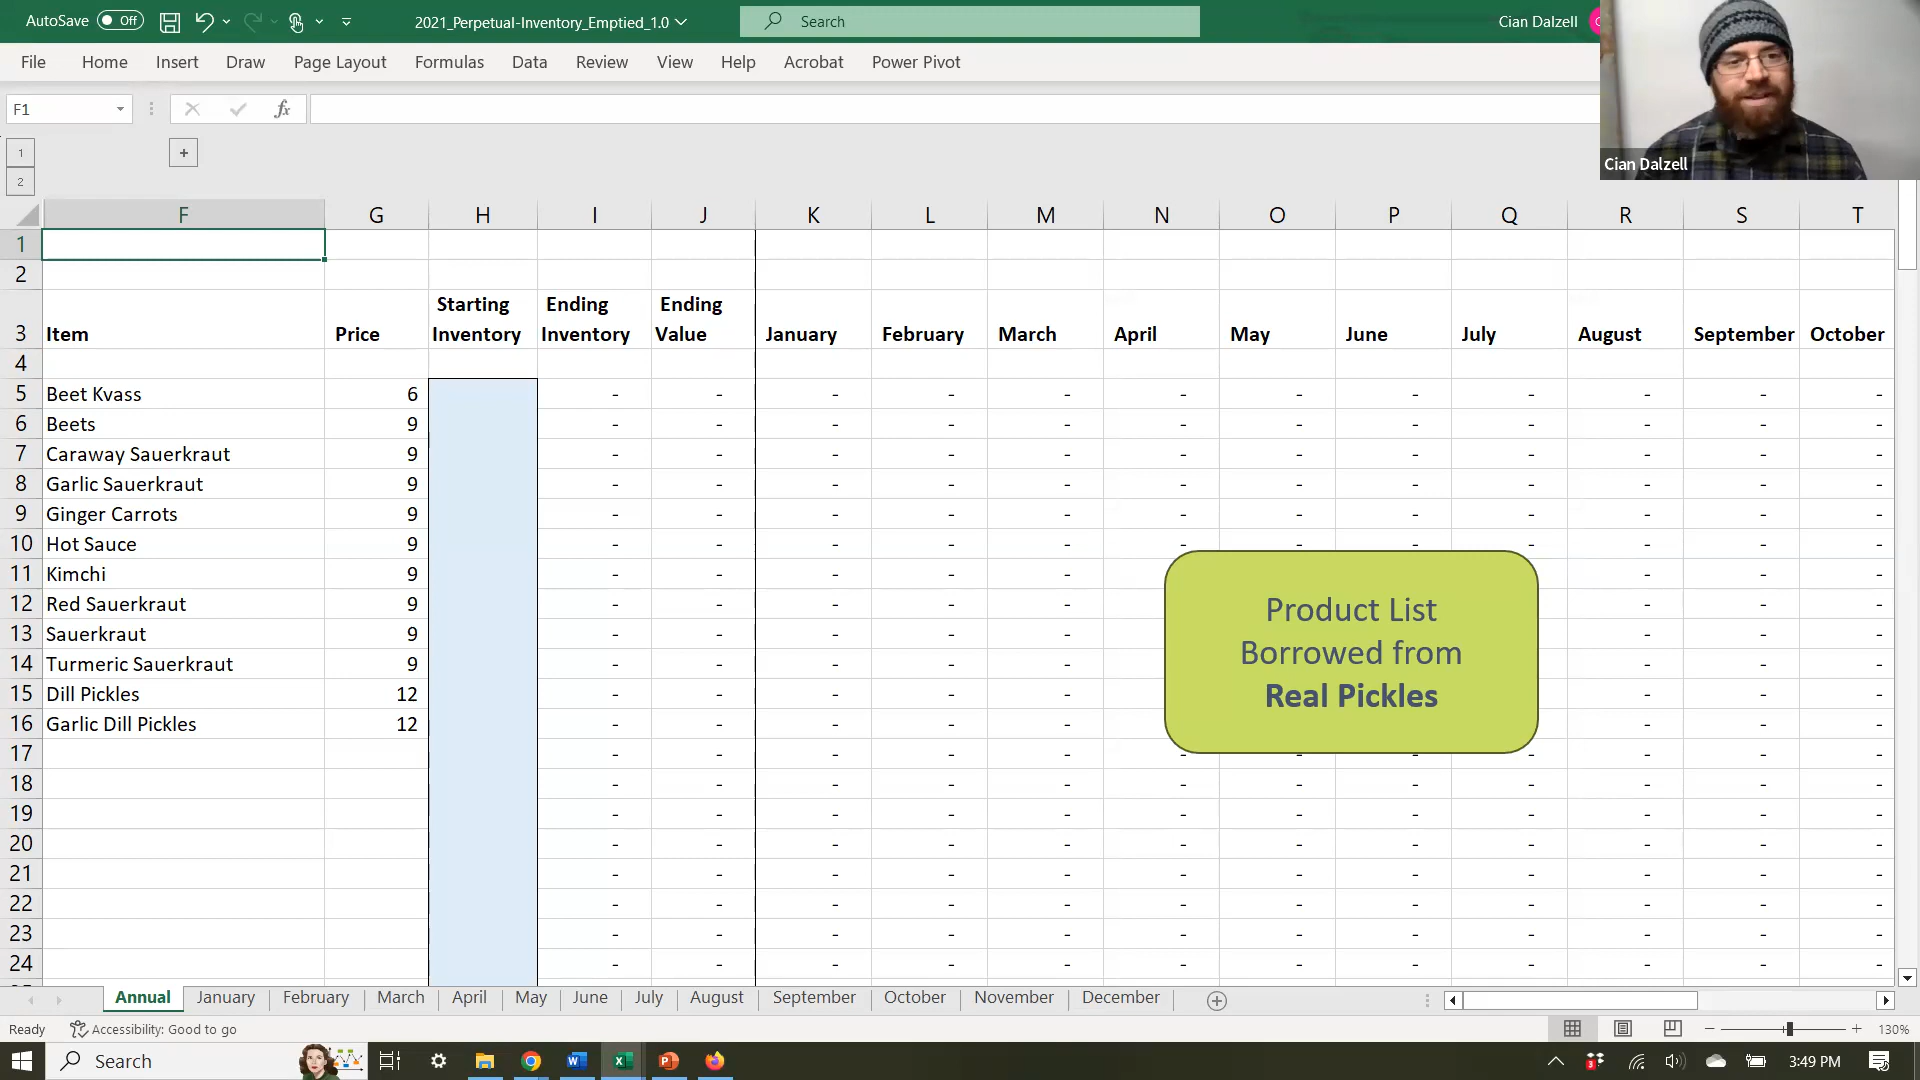 AutoSave Off 2021_Perpetual-Inventory_Emptied_1.0 Search Cian Dalzell
File Home Insert Draw Page Layout Formulas Data Review View Help Acrobat Power Pivot
F1 fx
Cian Dalzell
1 +
2
F G H I J K L M N O P Q R S T
1
2
3 Item Price Starting Inventory Ending Inventory Ending Value January February March April May June July August September October
4
5 Beet Kvass 6 - - - - - - - - - - - -
6 Beets 9 - - - - - - - - - - - -
7 Caraway Sauerkraut 9 - - - - - - - - - - - -
8 Garlic Sauerkraut 9 - - - - - - - - - - - -
9 Ginger Carrots 9 - - - - - - - - - - - -
10 Hot Sauce 9 - - - - - - - - - - - -
11 Kimchi 9 - - - - - - - -
12 Red Sauerkraut 9 - - - - - - - -
13 Sauerkraut 9 - - - - - - - -
14 Turmeric Sauerkraut 9 - - - - - - - -
15 Dill Pickles 12 - - - - - - - -
16 Garlic Dill Pickles 12 - - - - - - - -
17 - - - - - - - - - - - -
18 - - - - - - - - - - - -
19 - - - - - - - - - - - -
20 - - - - - - - - - - - -
21 - - - - - - - - - - - -
22 - - - - - - - - - - - -
23 - - - - - - - - - - - -
24 - - - - - - - - - - - -
Product List
Borrowed from
Real Pickles
Annual January February March April May June July August September October November December
Ready Accessibility: Good to go 130%
Search 3:49 PM